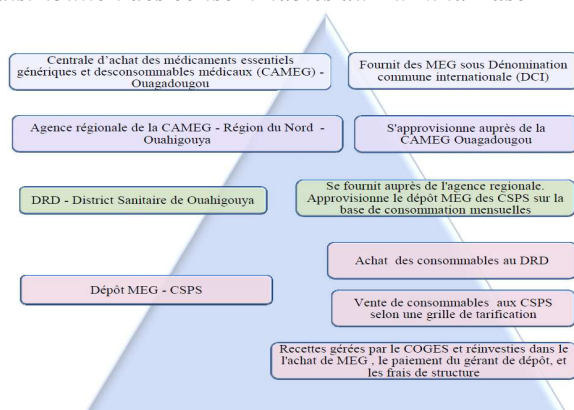 Centrale d'achat des médicaments essentiels
génériques et desconsommables médicaux (CAMEG) -
Ouagadougou
Fournit des MEG sous Dénomination
commune internationale (DCI)
Agence régionale de la CAMEG - Région du Nord -
Ouahigouya
S'approvisionne auprès de la
CAMEG Ouagadougou
DRD - District Sanitaire de Ouahigouya
Se fournit auprès de l'agence regionale.
Approvisionne le dépôt MEG des CSPS sur la
base de consommation mensuelles
Achat des consommables au DRD
Dépôt MEG - CSPS
Vente de consommables aux CSPS
selon une grille de tarification
Recettes gérées par le COGES et réinvesties dans le
l'achat de MEG , le paiement du gérant de dépôt, et
les frais de structure